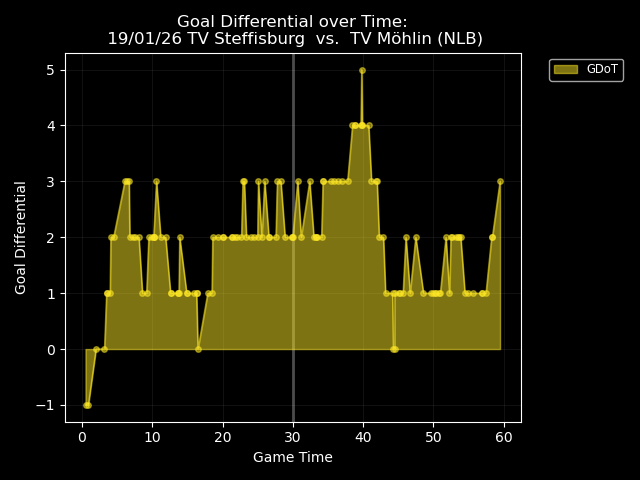 Goal Differential over Time:
19/01/26 TV Steffisburg vs. TV Möhlin (NLB)
GDoT
5
4
3
2
1
0
−1
Goal Differential
0 10 20 30 40 50 60
Game Time